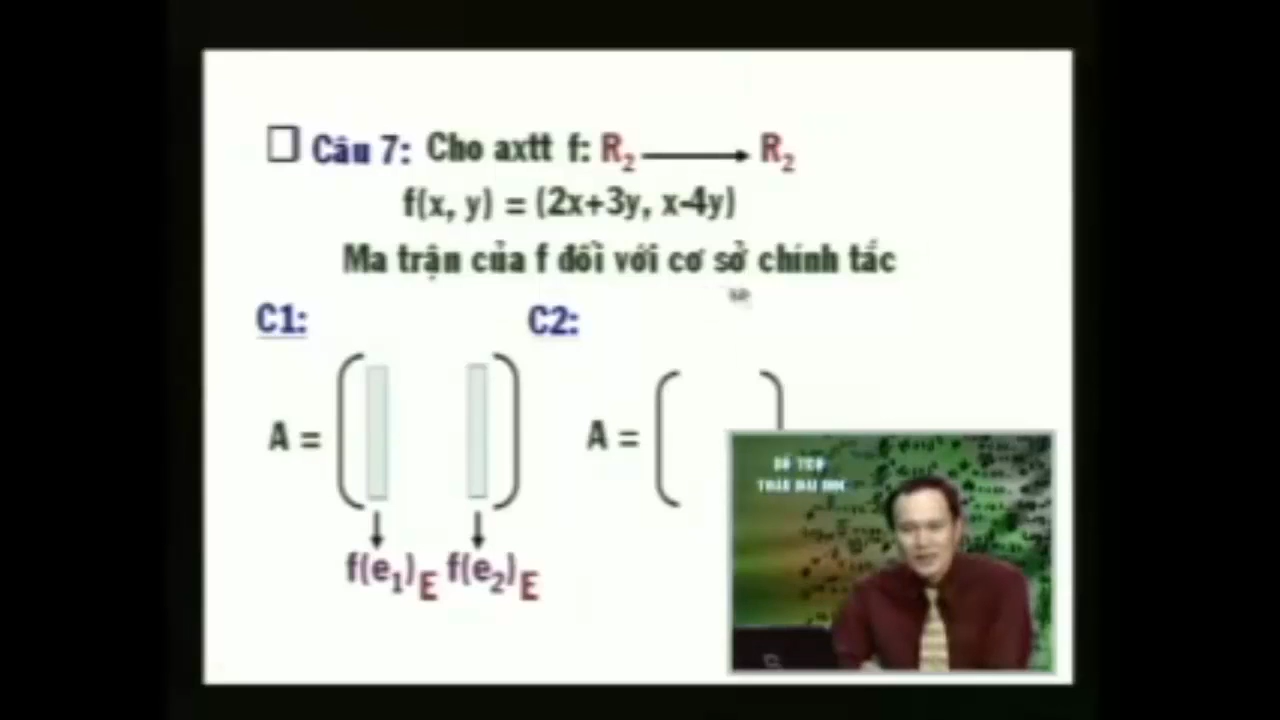 Câu 7: Cho axtt f: R₂ → R₂
f(x, y) = (2x+3y, x-4y)
Ma trận của f đối với cơ sở chính tắc
C1: C2:
A = A =
f(e₁)E f(e₂)E